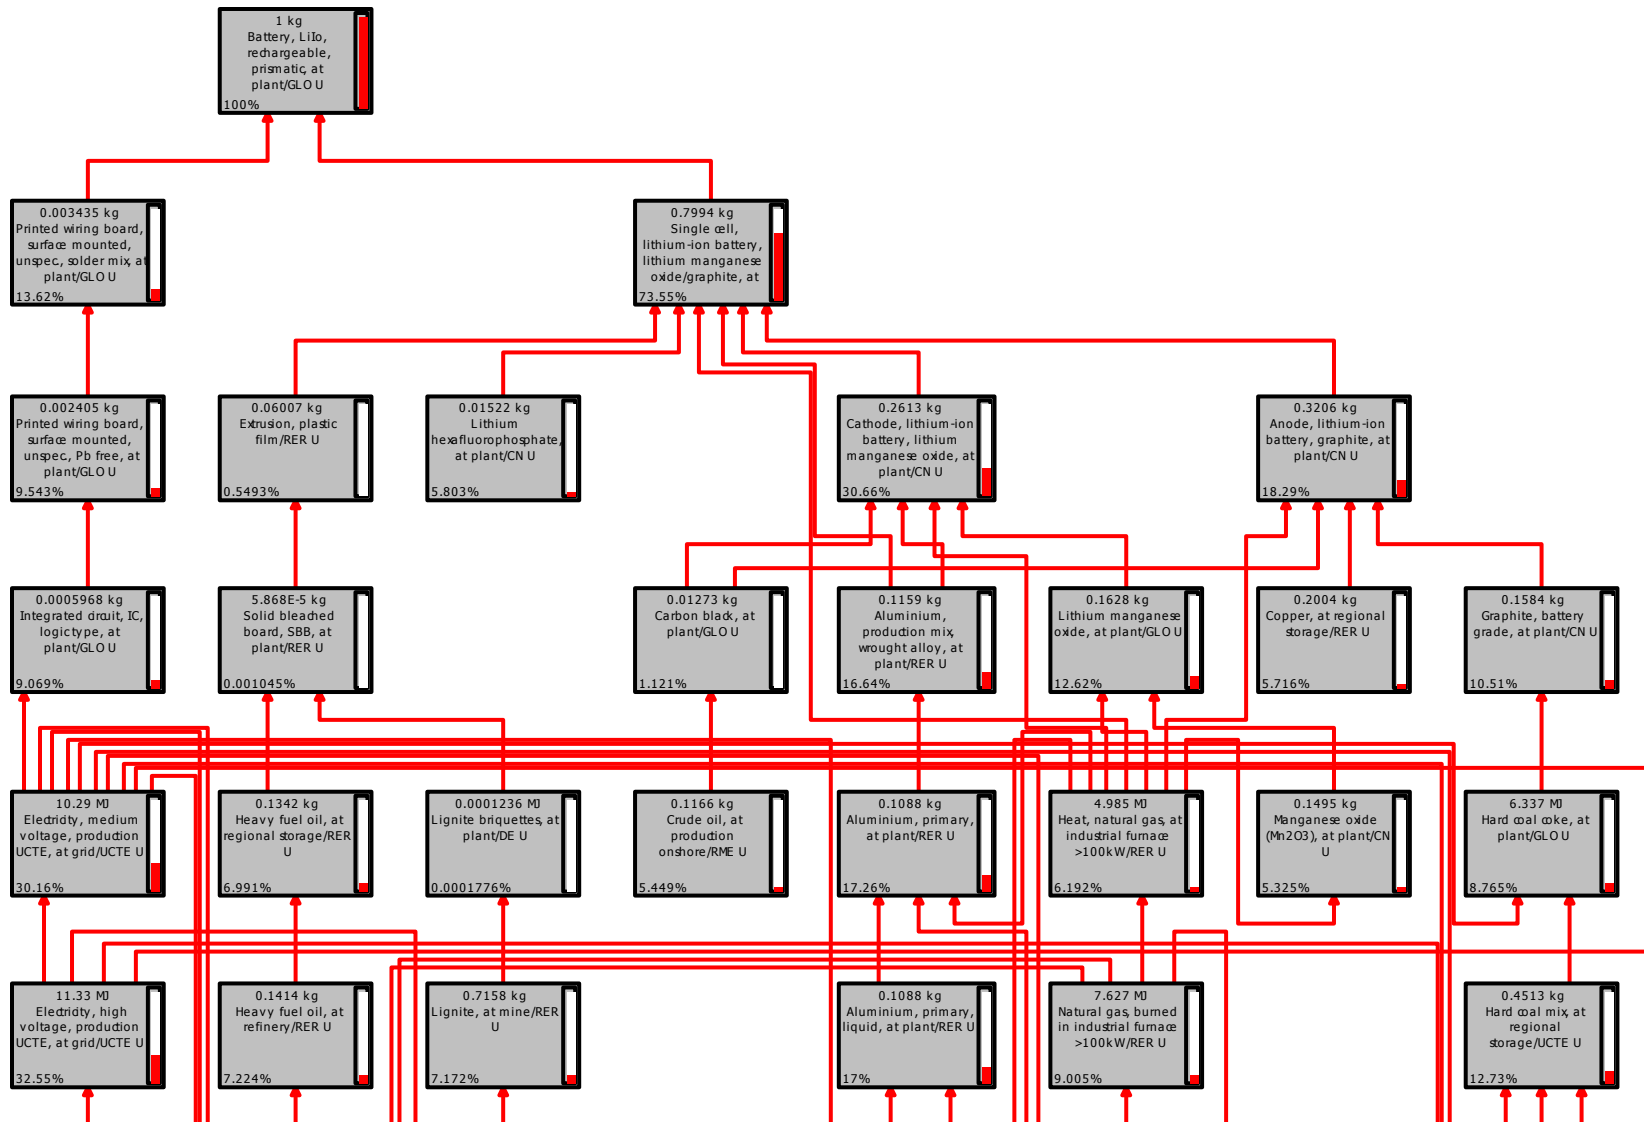 1 kg
Battery, LiIo,
rechargeable,
prismatic, at
plant/GLO U
100%
0.003435 kg
Printed wiring board,
surface mounted,
unspec., solder mix, at
plant/GLO U
13.62%
0.7994 kg
Single cell,
lithium-ion battery,
lithium manganese
oxide/graphite, at
73.55%
0.002405 kg
Printed wiring board,
surface mounted,
unspec., Pb free, at
plant/GLO U
9.543%
0.06007 kg
Extrusion, plastic
film/RER U
0.5493%
0.01522 kg
Lithium
hexafluorophosphate,
at plant/CN U
5.803%
0.2613 kg
Cathode, lithium-ion
battery, lithium
manganese oxide, at
plant/CN U
30.66%
0.3206 kg
Anode, lithium-ion
battery, graphite, at
plant/CN U
18.29%
0.0005968 kg
Integrated circuit, IC,
logic type, at
plant/GLO U
9.069%
5.868E-5 kg
Solid bleached
board, SBB, at
plant/RER U
0.001045%
0.01273 kg
Carbon black, at
plant/GLO U
1.121%
0.1159 kg
Aluminium,
production mix,
wrought alloy, at
plant/RER U
16.64%
0.1628 kg
Lithium manganese
oxide, at plant/GLO U
12.62%
0.2004 kg
Copper, at regional
storage/RER U
5.716%
0.1584 kg
Graphite, battery
grade, at plant/CN U
10.51%
10.29 MJ
Electricity, medium
voltage, production
UCTE, at grid/UCTE U
30.16%
0.1342 kg
Heavy fuel oil, at
regional storage/RER
U
6.991%
0.0001236 MJ
Lignite briquettes, at
plant/DE U
0.0001776%
0.1166 kg
Crude oil, at
production
onshore/RME U
5.449%
0.1088 kg
Aluminium, primary,
at plant/RER U
17.26%
4.985 MJ
Heat, natural gas, at
industrial furnace
>100kW/RER U
6.192%
0.1495 kg
Manganese oxide
(Mn2O3), at plant/CN
U
5.325%
6.337 MJ
Hard coal coke, at
plant/GLO U
8.765%
11.33 MJ
Electricity, high
voltage, production
UCTE, at grid/UCTE U
32.55%
0.1414 kg
Heavy fuel oil, at
refinery/RER U
7.224%
0.7158 kg
Lignite, at mine/RER
U
7.172%
0.1088 kg
Aluminium, primary,
liquid, at plant/RER U
17%
7.627 MJ
Natural gas, burned
in industrial furnace
>100kW/RER U
9.005%
0.4513 kg
Hard coal mix, at
regional
storage/UCTE U
12.73%